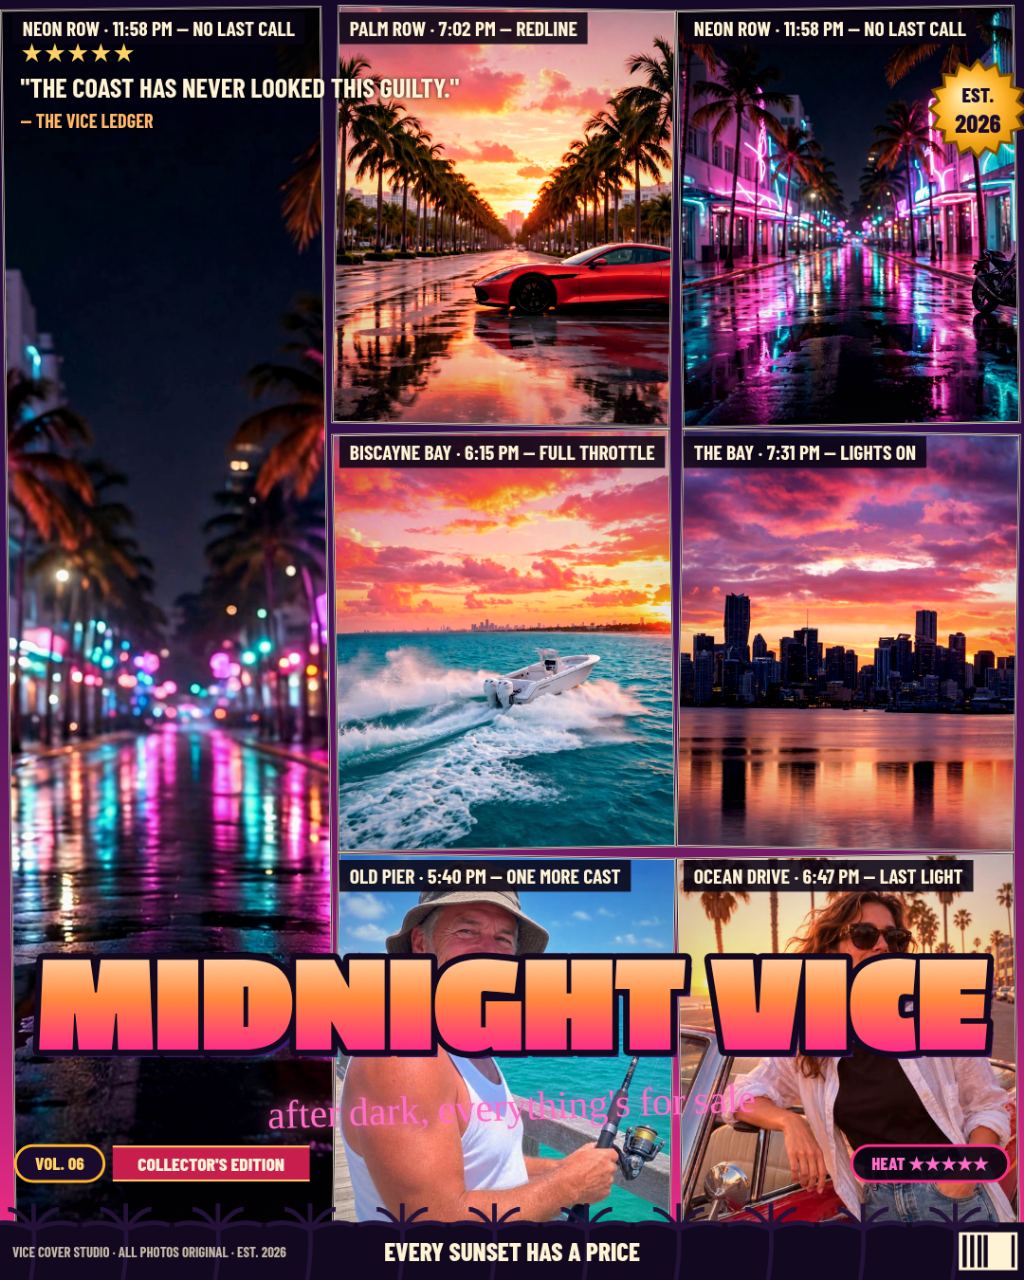 NEON ROW · 11:58 PM — NO LAST CALL
★★★★★
"THE COAST HAS NEVER LOOKED THIS GUILTY."
— THE VICE LEDGER
PALM ROW · 7:02 PM — REDLINE
NEON ROW · 11:58 PM — NO LAST CALL
EST.
2026
BISCAYNE BAY · 6:15 PM — FULL THROTTLE
THE BAY · 7:31 PM — LIGHTS ON
OLD PIER · 5:40 PM — ONE MORE CAST
OCEAN DRIVE · 6:47 PM — LAST LIGHT
MIDNIGHT VICE
after dark, everything's for sale
VOL. 06
COLLECTOR'S EDITION
HEAT ★★★★★
VICE COVER STUDIO · ALL PHOTOS ORIGINAL · EST. 2026
EVERY SUNSET HAS A PRICE